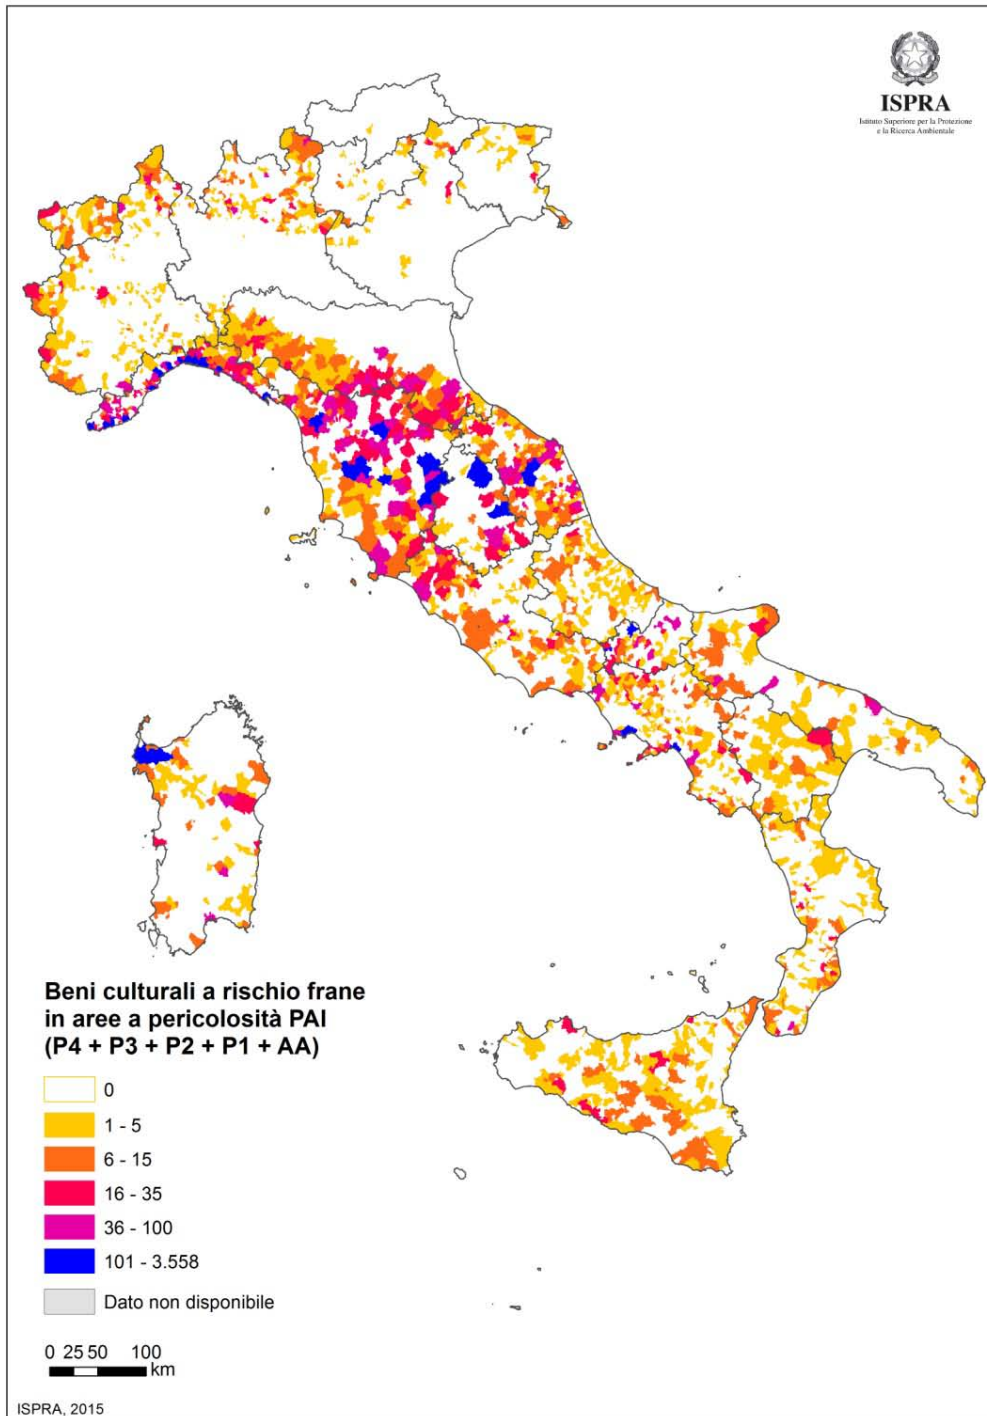 ISPRA
Istituto Superiore per la Protezione
e la Ricerca Ambientale
Beni culturali a rischio frane
in aree a pericolosità PAI
(P4 + P3 + P2 + P1 + AA)
0
1 - 5
6 - 15
16 - 35
36 - 100
101 - 3.558
Dato non disponibile
0 25 50 100
km
ISPRA, 2015